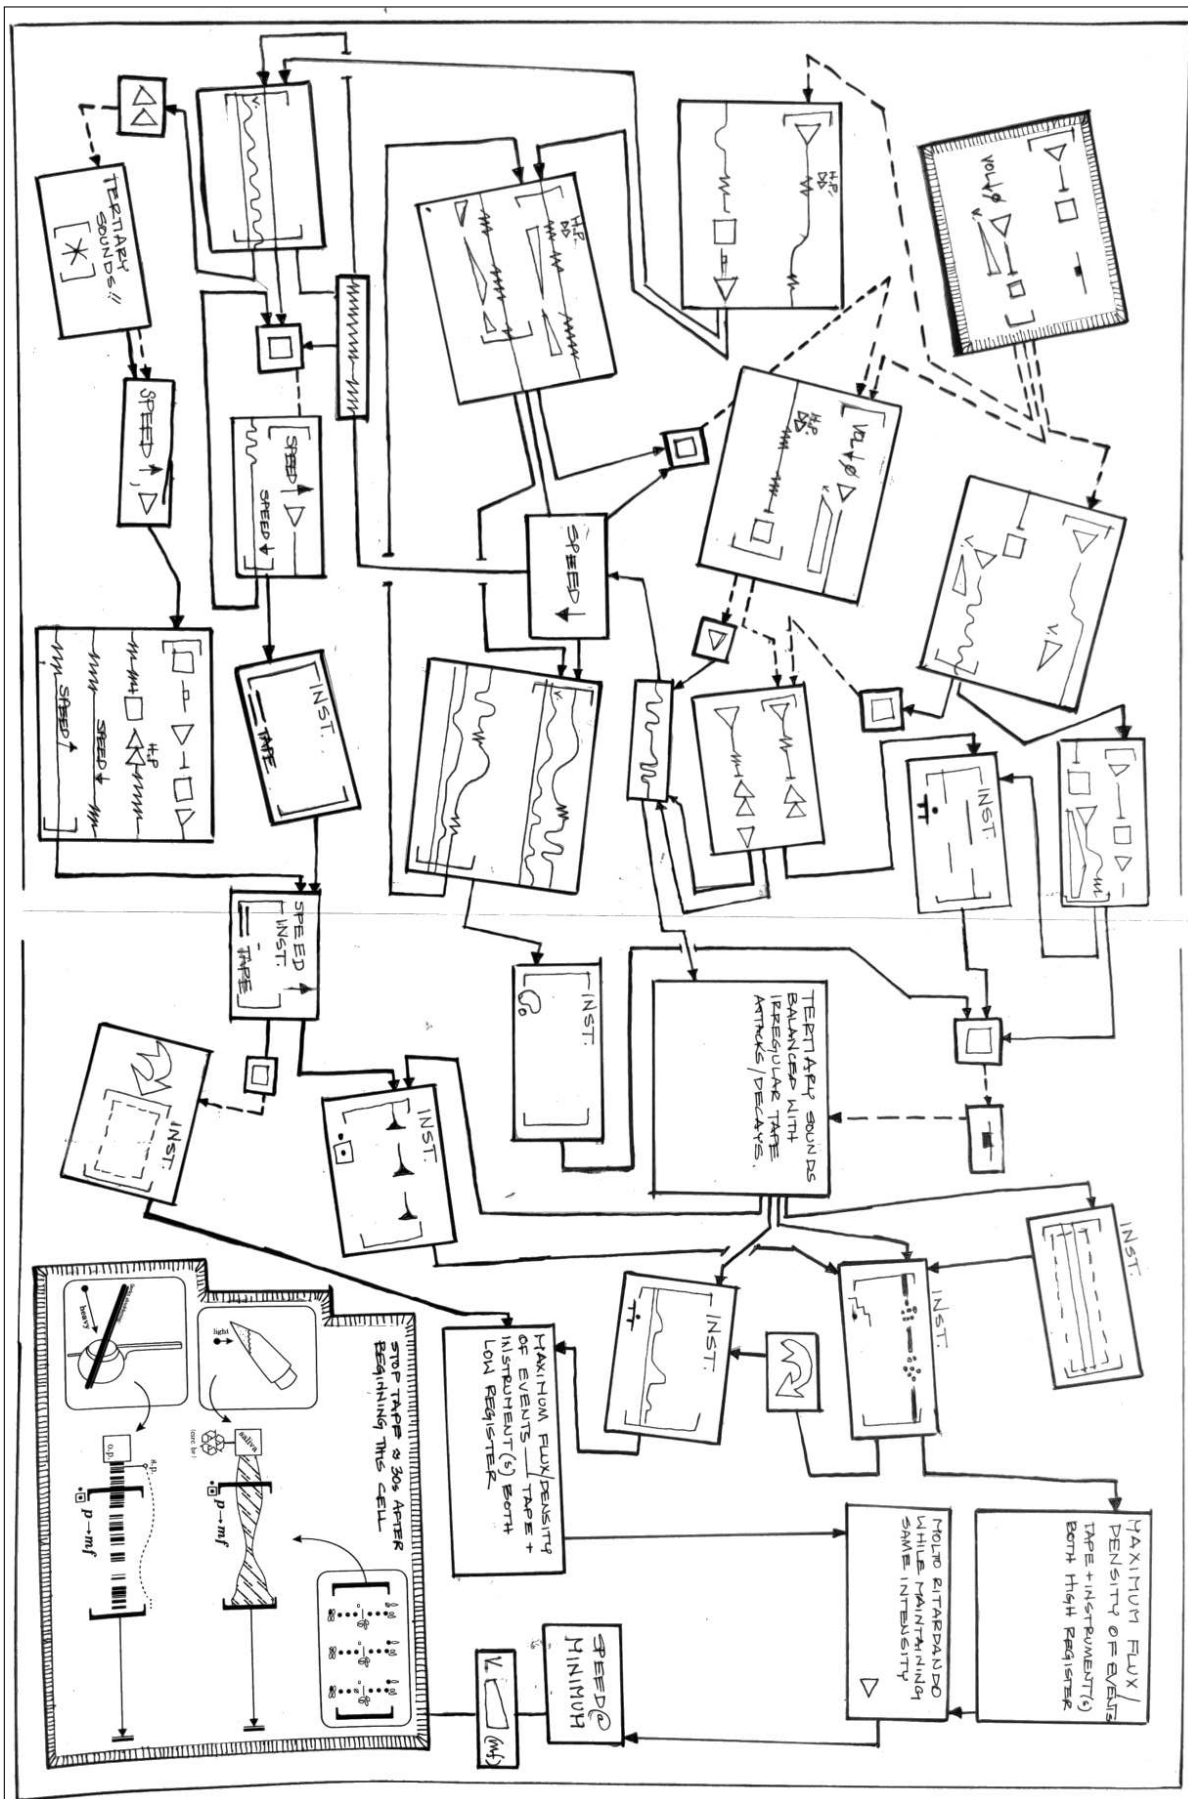 VOL↓ø
V.
V.
V.
INST.
INST.
INST.
MAXIMUM FLUX/
DENSITY OF EVENTS
TAPE + INSTRUMENT(S)
BOTH HIGH REGISTER
H.P.
VOL↓ø
V.
H.P.
TERTIARY SOUNDS
BALANCED WITH
IRREGULAR TAPE
ATTACKS/DECAYS.
INST.
MOLTO RITARDANDO
WHILE MAINTAINING
SAME INTENSITY
H.P.
SPEED↓
V.
INST.
MAXIMUM FLUX/DENSITY
OF EVENTS __ TAPE +
INSTRUMENT(S) BOTH
LOW REGISTER
SPEED@
MINIMUM
V.
(mf)
V.
SPEED↑
SPEED↓
INST.
TAPE
SPEED↑
INST.
TAPE
INST.
INST.
STOP TAPE ≈ 30s AFTER
BEGINNING THIS CELL
TERTIARY
SOUNDS!!
[*]
SPEED↑,
H.P
SPEED↓
SPEED↑
light
saliva
p→mf
heavy
s.p.
o.p.
p→mf